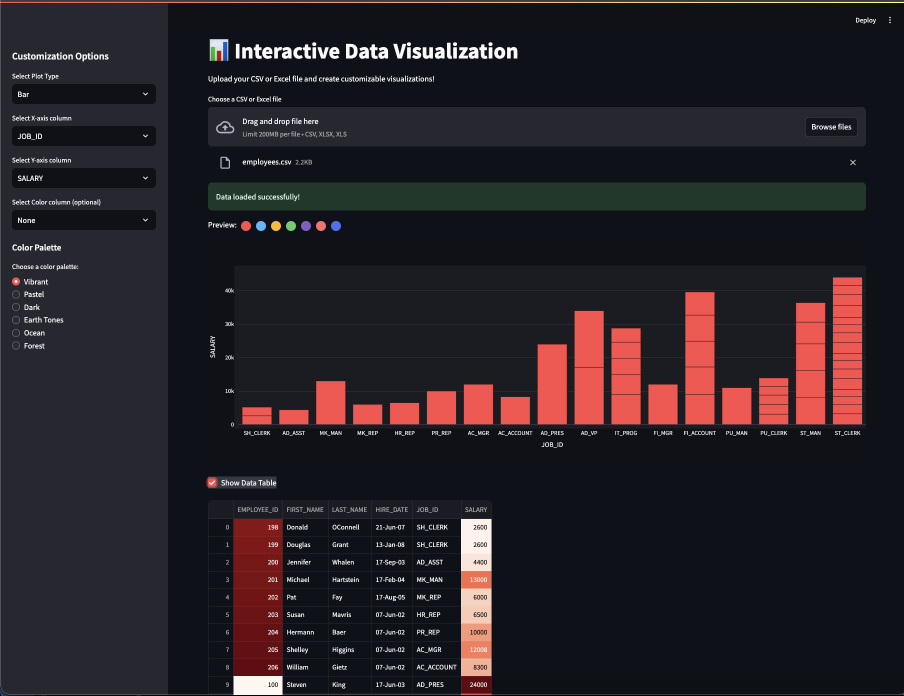 Deploy
Customization Options
Select Plot Type
Bar
Select X-axis column
JOB_ID
Select Y-axis column
SALARY
Select Color column (optional)
None
Color Palette
Choose a color palette:
Vibrant
Pastel
Dark
Earth Tones
Ocean
Forest
Interactive Data Visualization
Upload your CSV or Excel file and create customizable visualizations!
Choose a CSV or Excel file
Drag and drop file here
Limit 200MB per file • CSV, XLSX, XLS
Browse files
employees.csv 2.2KB
Data loaded successfully!
Preview:
SALARY
40k
30k
20k
10k
0
SH_CLERK AD_ASST MK_MAN MK_REP HR_REP PR_REP AC_MGR AC_ACCOUNT AD_PRES AD_VP IT_PROG FI_MGR FI_ACCOUNT PU_MAN PU_CLERK ST_MAN ST_CLERK
JOB_ID
Show Data Table
EMPLOYEE_ID FIRST_NAME LAST_NAME HIRE_DATE JOB_ID SALARY
0 198 Donald OConnell 21-Jun-07 SH_CLERK 2600
1 199 Douglas Grant 13-Jan-08 SH_CLERK 2600
2 200 Jennifer Whalen 17-Sep-03 AD_ASST 4400
3 201 Michael Hartstein 17-Feb-04 MK_MAN 13000
4 202 Pat Fay 17-Aug-05 MK_REP 6000
5 203 Susan Mavris 07-Jun-02 HR_REP 6500
6 204 Hermann Baer 07-Jun-02 PR_REP 10000
7 205 Shelley Higgins 07-Jun-02 AC_MGR 12008
8 206 William Gietz 07-Jun-02 AC_ACCOUNT 8300
9 100 Steven King 17-Jun-03 AD_PRES 24000